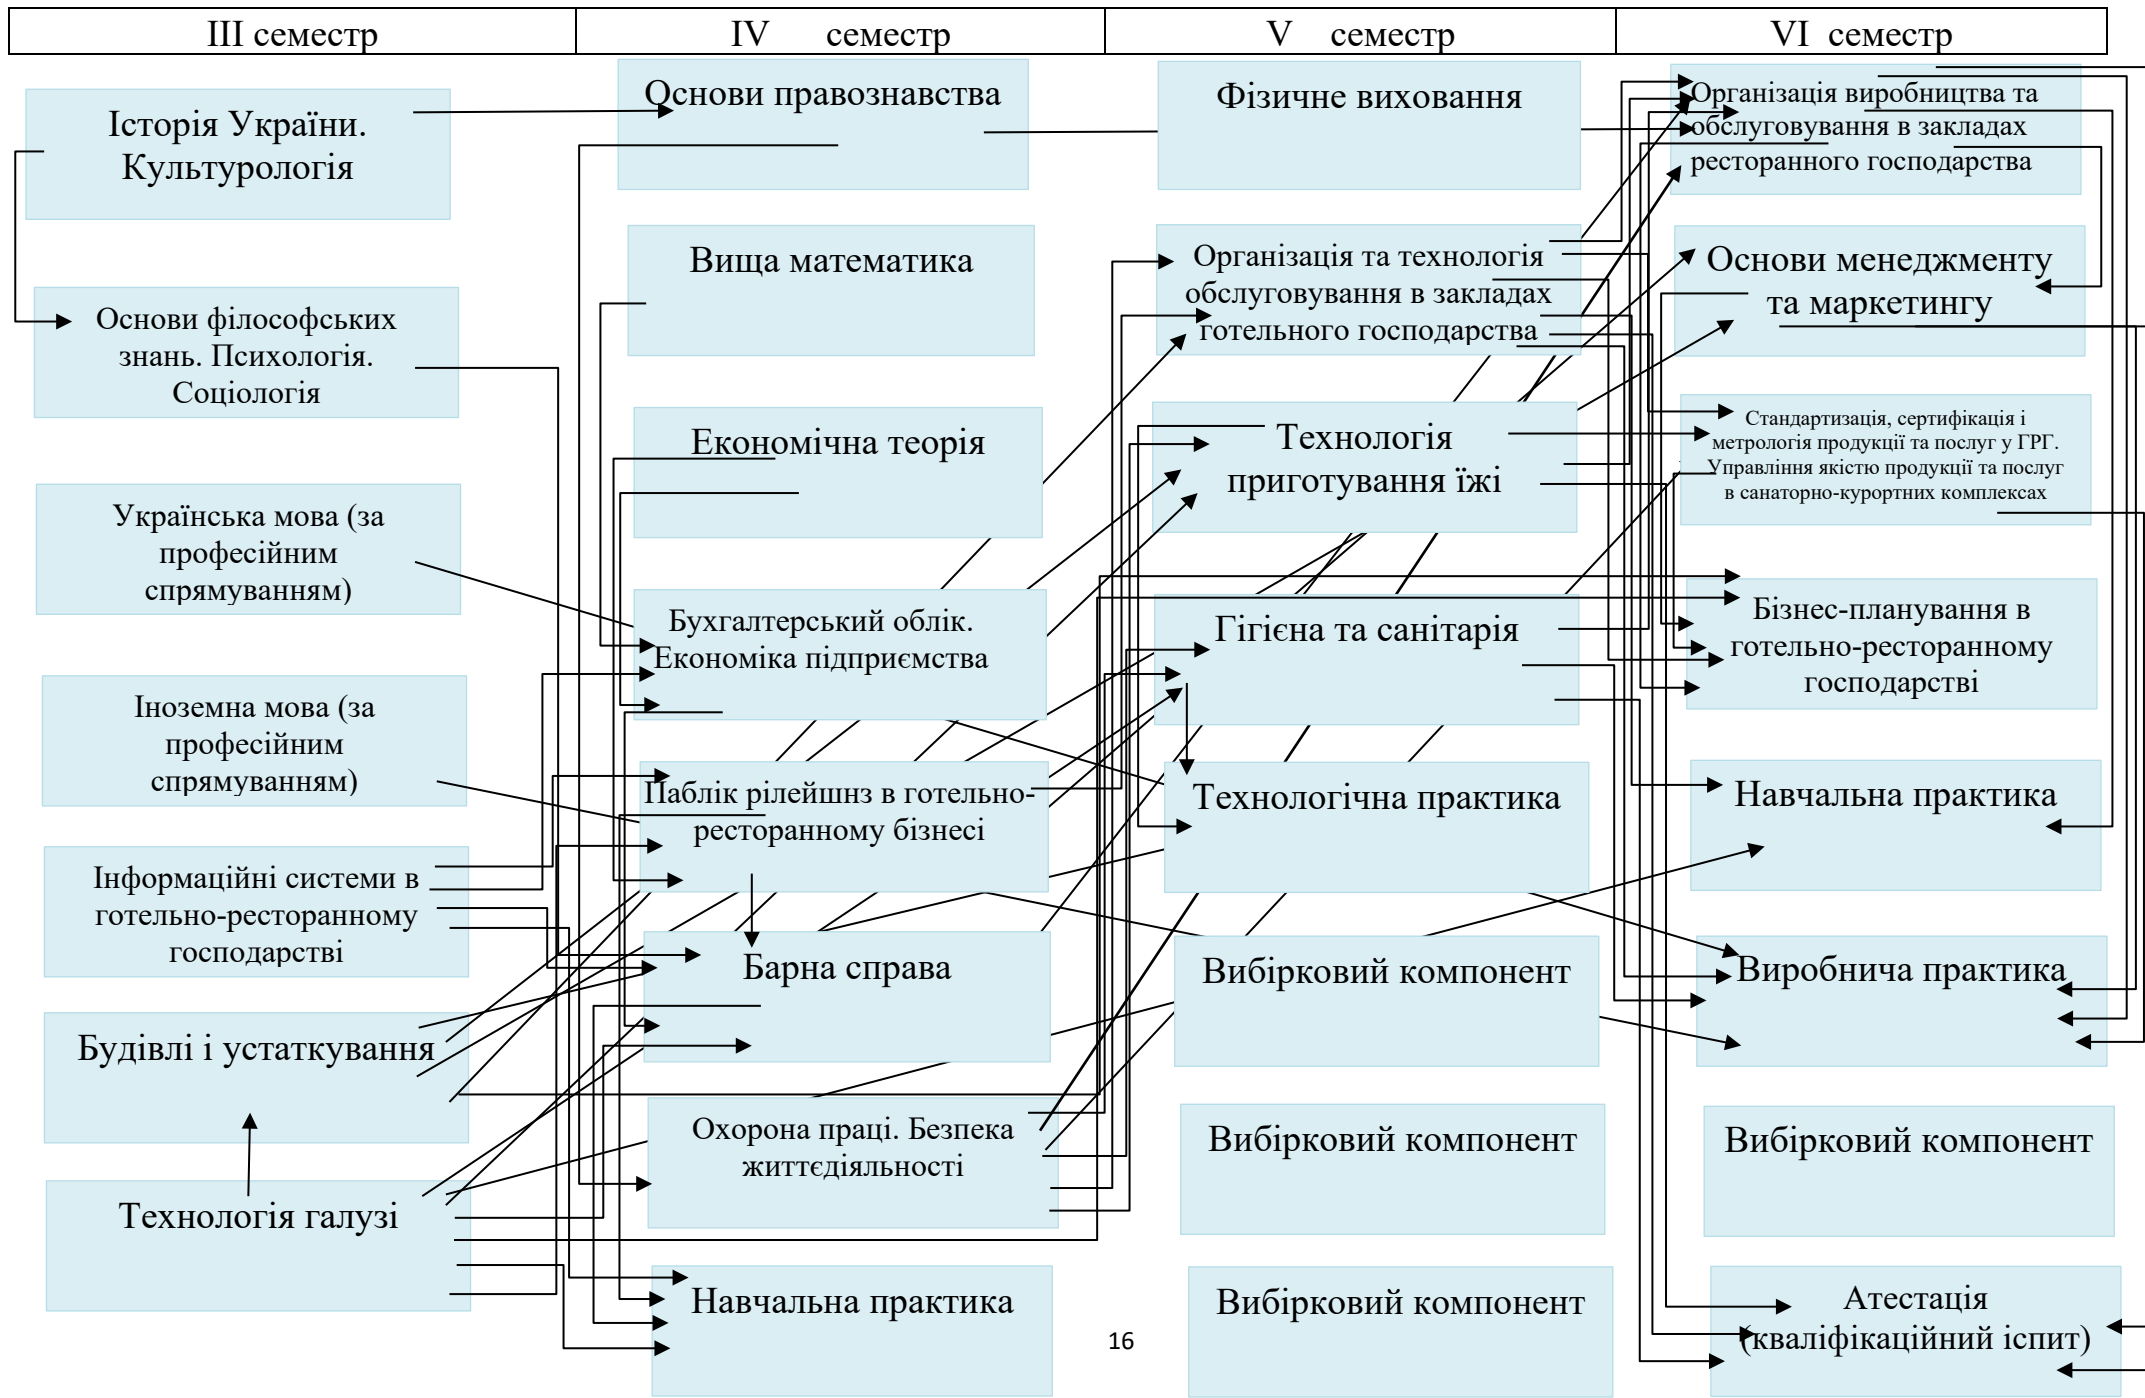 III семестр
IV семестр
V семестр
VI семестр
Історія України.
Культурологія
Основи філософських
знань. Психологія.
Соціологія
Українська мова (за
професійним
спрямуванням)
Іноземна мова (за
професійним
спрямуванням)
Інформаційні системи в
готельно-ресторанному
господарстві
Будівлі і устаткування
Технологія галузі
Основи правознавства
Вища математика
Економічна теорія
Бухгалтерський облік.
Економіка підприємства
Паблік рілейшнз в готельно-
ресторанному бізнесі
Барна справа
Охорона праці. Безпека
життєдіяльності
Навчальна практика
Фізичне виховання
Організація та технологія
обслуговування в закладах
готельного господарства
Технологія
приготування їжі
Гігієна та санітарія
Технологічна практика
Вибірковий компонент
Вибірковий компонент
Вибірковий компонент
Організація виробництва та
обслуговування в закладах
ресторанного господарства
Основи менеджменту
та маркетингу
Стандартизація, сертифікація і
метрологія продукції та послуг у ГРГ.
Управління якістю продукції та послуг
в санаторно-курортних комплексах
Бізнес-планування в
готельно-ресторанному
господарстві
Навчальна практика
Виробнича практика
Вибірковий компонент
Атестація
(кваліфікаційний іспит)
16